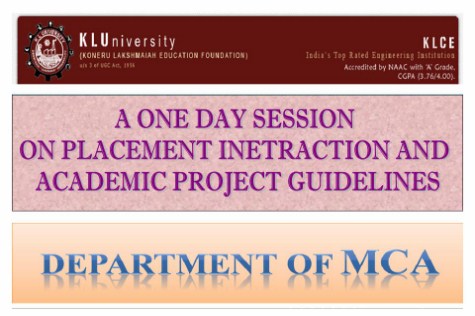 KLUniversity
(KONERU LAKSHMAIAH EDUCATION FOUNDATION)
u/s 3 of UGC Act, 1956
KLCE
India's Top Rated Engineering Institution
Accredited by NAAC with 'A' Grade,
CGPA (3.76/4.00).
A ONE DAY SESSION
ON PLACEMENT INETRACTION AND
ACADEMIC PROJECT GUIDELINES
DEPARTMENT OF MCA